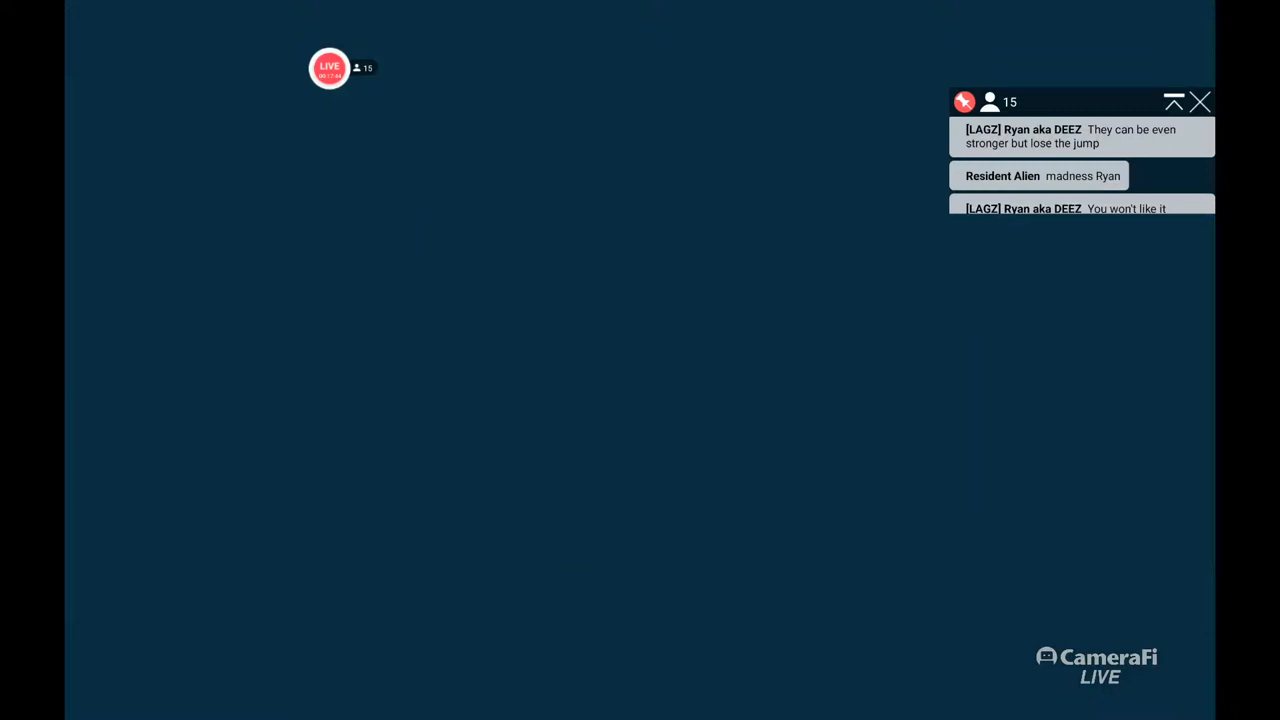 LIVE
15
15
[LAGZ] Ryan aka DEEZ They can be even
stronger but lose the jump
Resident Alien madness Ryan
[LAGZ] Ryan aka DEEZ You won't like it
CameraFi
LIVE